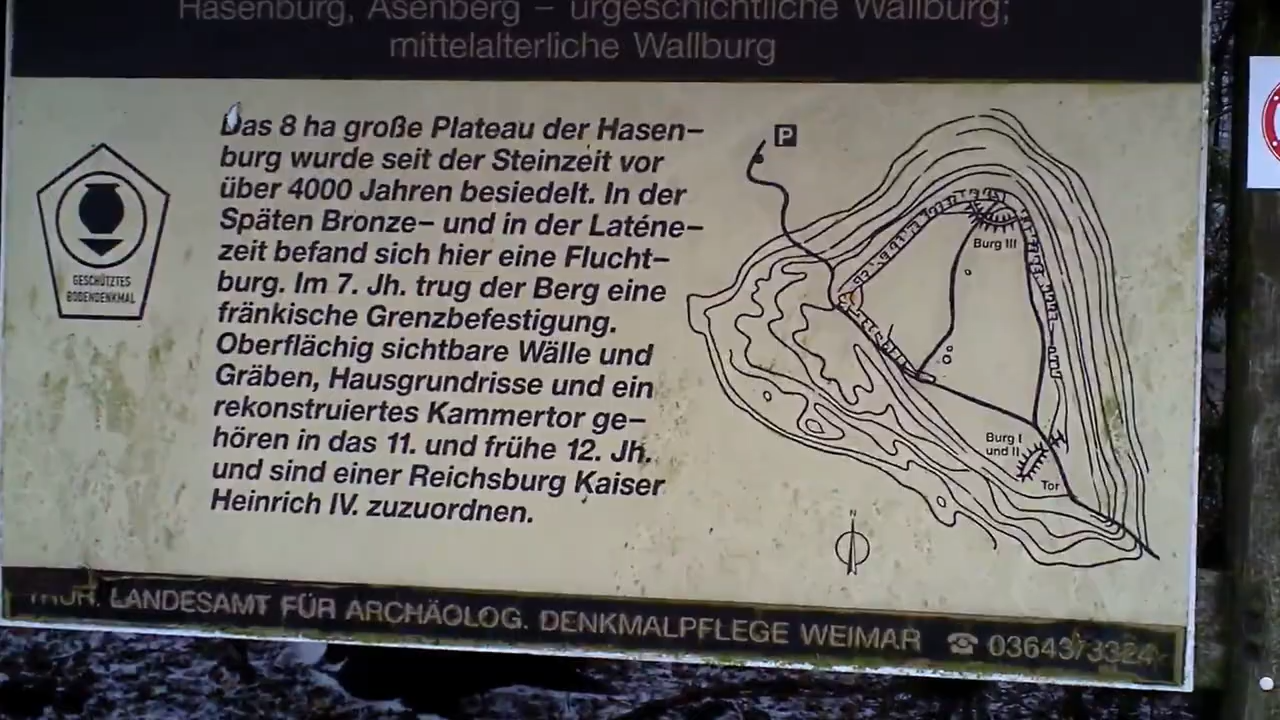 Hasenburg, Asenberg – urgeschichtliche Wallburg;
mittelalterliche Wallburg
Das 8 ha große Plateau der Hasen–
burg wurde seit der Steinzeit vor
über 4000 Jahren besiedelt. In der
Späten Bronze– und in der Laténe–
zeit befand sich hier eine Flucht–
burg. Im 7. Jh. trug der Berg eine
fränkische Grenzbefestigung.
Oberflächig sichtbare Wälle und
Gräben, Hausgrundrisse und ein
rekonstruiertes Kammertor ge–
hören in das 11. und frühe 12. Jh.
und sind einer Reichsburg Kaiser
Heinrich IV. zuzuordnen.
GESCHÜTZTES
BODENDENKMAL
P
Burg III
Burg I
und II
Tor
N
THÜR. LANDESAMT FÜR ARCHÄOLOG. DENKMALPFLEGE WEIMAR ☎ 03643/3324